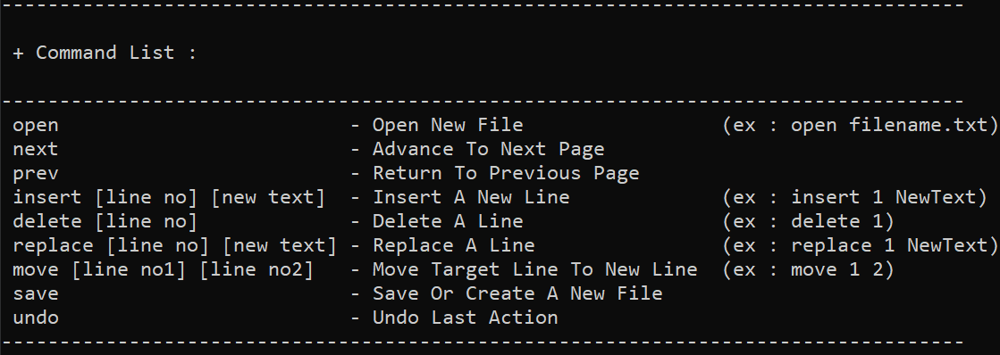 -----------------------------------------------------------------------------------
+ Command List :
-----------------------------------------------------------------------------------
open                         - Open New File                 (ex : open filename.txt)
next                         - Advance To Next Page
prev                         - Return To Previous Page
insert [line no] [new text]  - Insert A New Line             (ex : insert 1 NewText)
delete [line no]             - Delete A Line                 (ex : delete 1)
replace [line no] [new text] - Replace A Line                (ex : replace 1 NewText)
move [line no1] [line no2]   - Move Target Line To New Line  (ex : move 1 2)
save                         - Save Or Create A New File
undo                         - Undo Last Action
-----------------------------------------------------------------------------------